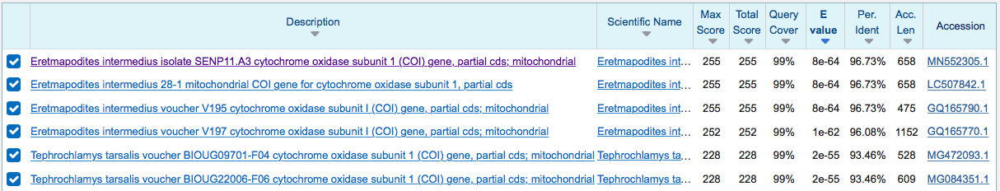 Description Scientific Name Max Score Total Score Query Cover E value Per. Ident Acc. Len Accession
Eretmapodites intermedius isolate SENP11.A3 cytochrome oxidase subunit 1 (COI) gene, partial cds; mitochondrial Eretmapodites int... 255 255 99% 8e-64 96.73% 658 MN552305.1
Eretmapodites intermedius 28-1 mitochondrial COI gene for cytochrome oxidase subunit 1, partial cds Eretmapodites int... 255 255 99% 8e-64 96.73% 658 LC507842.1
Eretmapodites intermedius voucher V195 cytochrome oxidase subunit I (COI) gene, partial cds; mitochondrial Eretmapodites int... 255 255 99% 8e-64 96.73% 475 GQ165790.1
Eretmapodites intermedius voucher V197 cytochrome oxidase subunit I (COI) gene, partial cds; mitochondrial Eretmapodites int... 252 252 99% 1e-62 96.08% 1152 GQ165770.1
Tephrochlamys tarsalis voucher BIOUG09701-F04 cytochrome oxidase subunit 1 (COI) gene, partial cds; mitochondrial Tephrochlamys ta... 228 228 99% 2e-55 93.46% 528 MG472093.1
Tephrochlamys tarsalis voucher BIOUG22006-F06 cytochrome oxidase subunit 1 (COI) gene, partial cds; mitochondrial Tephrochlamys ta... 228 228 99% 2e-55 93.46% 609 MG084351.1